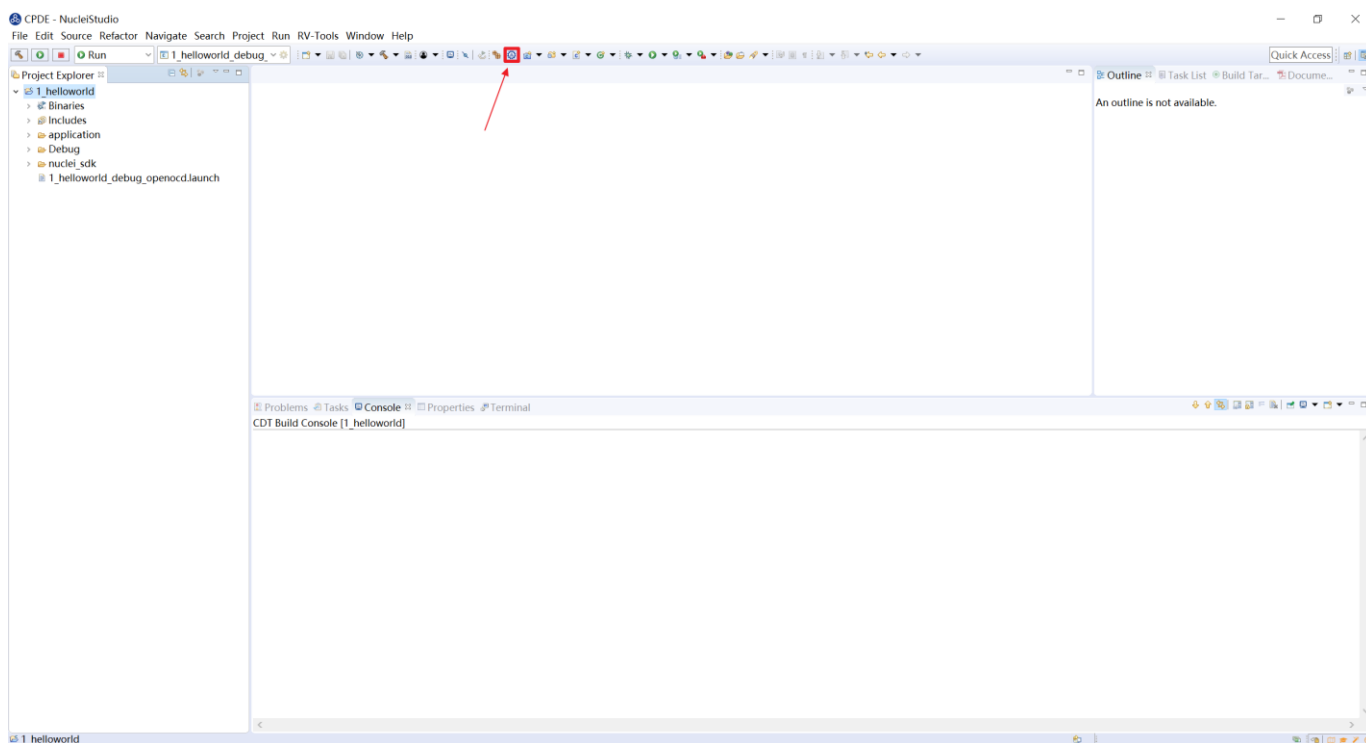 CPDE - NucleiStudio
File Edit Source Refactor Navigate Search Project Run RV-Tools Window Help
Run
1_helloworld_debug_
Quick Access
Project Explorer
1_helloworld
Binaries
Includes
application
Debug
nuclei_sdk
1_helloworld_debug_openocd.launch
Outline Task List Build Tar... Docume...
An outline is not available.
Problems Tasks Console Properties Terminal
CDT Build Console [1_helloworld]
1_helloworld